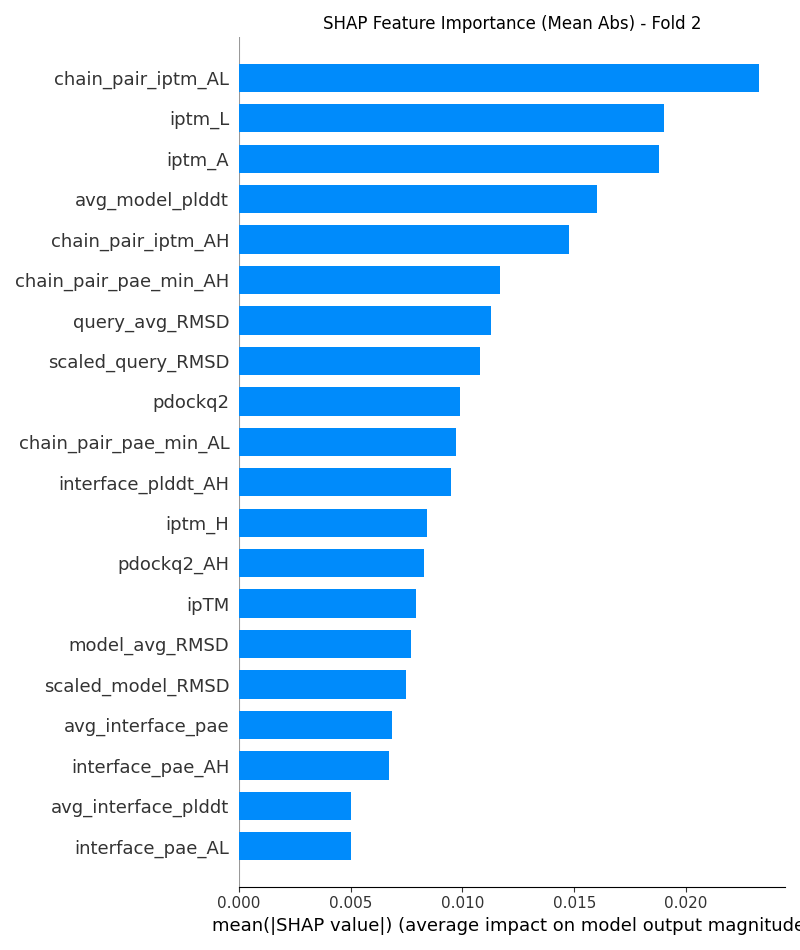 SHAP Feature Importance (Mean Abs) - Fold 2
chain_pair_iptm_AL
iptm_L
iptm_A
avg_model_plddt
chain_pair_iptm_AH
chain_pair_pae_min_AH
query_avg_RMSD
scaled_query_RMSD
pdockq2
chain_pair_pae_min_AL
interface_plddt_AH
iptm_H
pdockq2_AH
ipTM
model_avg_RMSD
scaled_model_RMSD
avg_interface_pae
interface_pae_AH
avg_interface_plddt
interface_pae_AL
0.000 0.005 0.010 0.015 0.020
mean(|SHAP value|) (average impact on model output magnitude